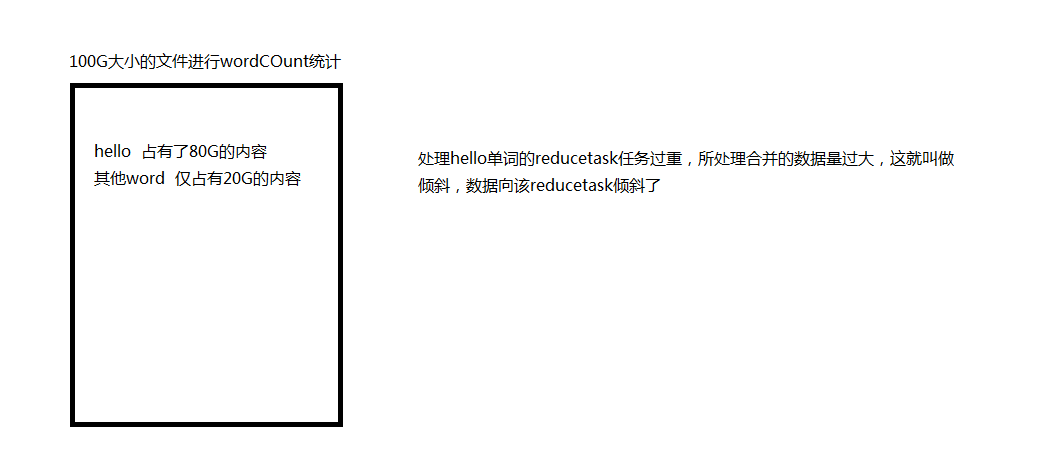 100G大小的文件进行wordCOunt统计
hello 占有了80G的内容
其他word 仅占有20G的内容
处理hello单词的reducetask任务过重，所处理合并的数据量过大，这就叫做
倾斜，数据向该reducetask倾斜了